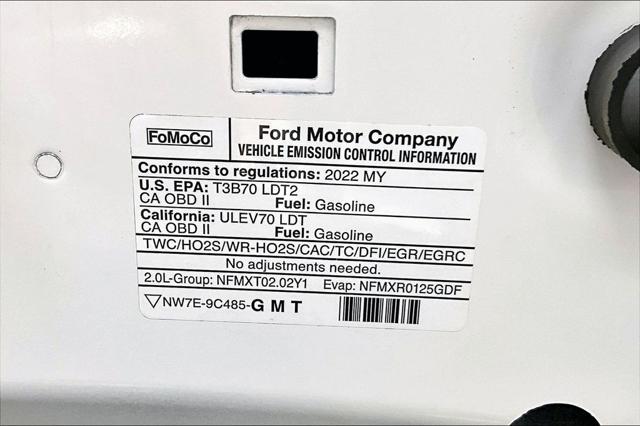 FoMoCo
Ford Motor Company
VEHICLE EMISSION CONTROL INFORMATION
Conforms to regulations: 2022 MY
U.S. EPA: T3B70 LDT2
CA OBD II Fuel: Gasoline
California: ULEV70 LDT
CA OBD II Fuel: Gasoline
TWC/HO2S/WR-HO2S/CAC/TC/DFI/EGR/EGRC
No adjustments needed.
2.0L-Group: NFMXT02.02Y1 Evap: NFMXR0125GDF
NW7E-9C485-G M T